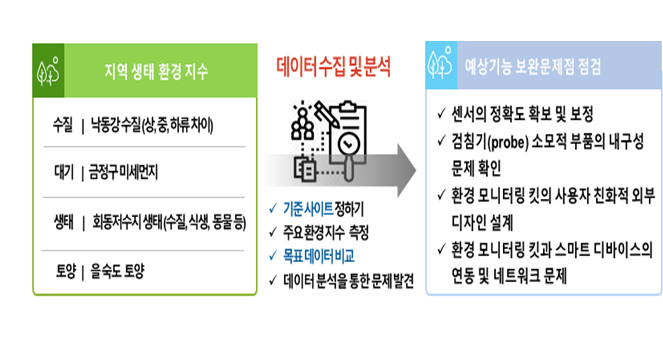 지역 생태 환경 지수
수질 | 낙동강 수질 (상, 중, 하류 차이)
대기 | 금정구 미세먼지
생태 | 회동저수지 생태 (수질, 식생, 동물 등)
토양 | 을숙도 토양
데이터 수집 및 분석
✓ 기준 사이트 정하기
✓ 주요 환경 지수 측정
✓ 목표 데이터 비교
✓ 데이터 분석을 통한 문제 발견
예상기능 보완문제점 점검
✓ 센서의 정확도 확보 및 보정
✓ 검침기(probe) 소모적 부품의 내구성
문제 확인
✓ 환경 모니터링 킷의 사용자 친화적 외부
디자인 설계
✓ 환경 모니터링 킷과 스마트 디바이스의
연동 및 네트워크 문제